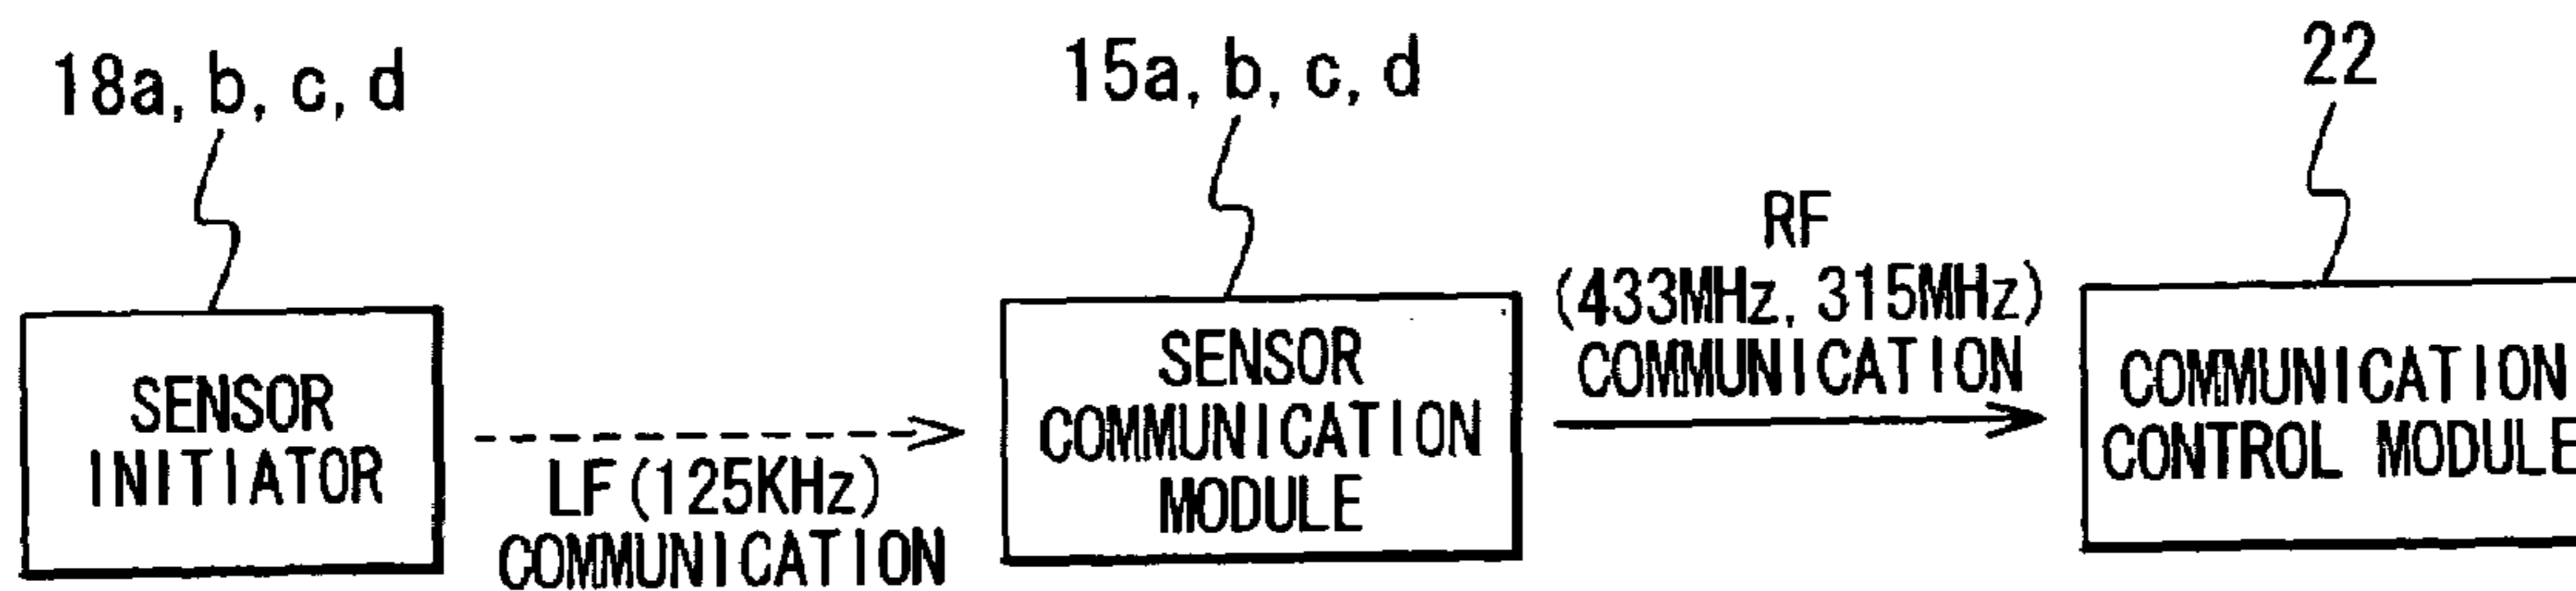 18a, b, c, d
15a, b, c, d
22
SENSOR
INITIATOR
LF(125KHz)
COMMUNICATION
SENSOR
COMMUNICATION
MODULE
RF
(433MHz, 315MHz)
COMMUNICATION
COMMUNICATION
CONTROL MODULE